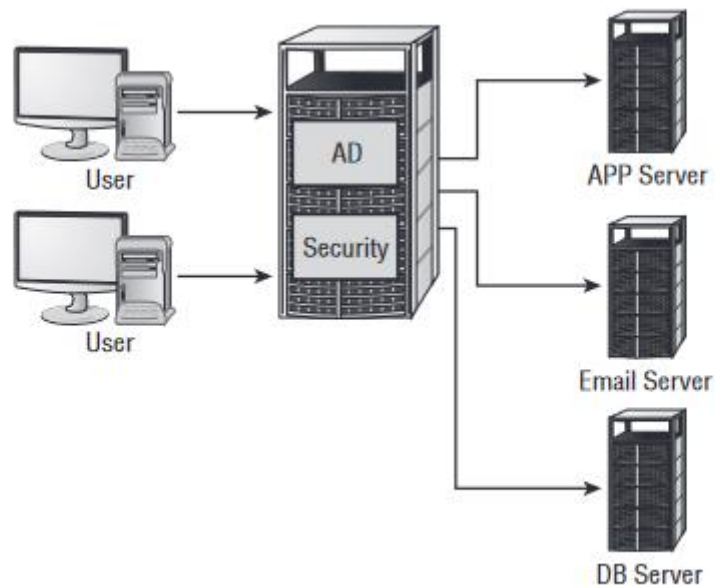 User
User
AD
Security
APP Server
Email Server
DB Server